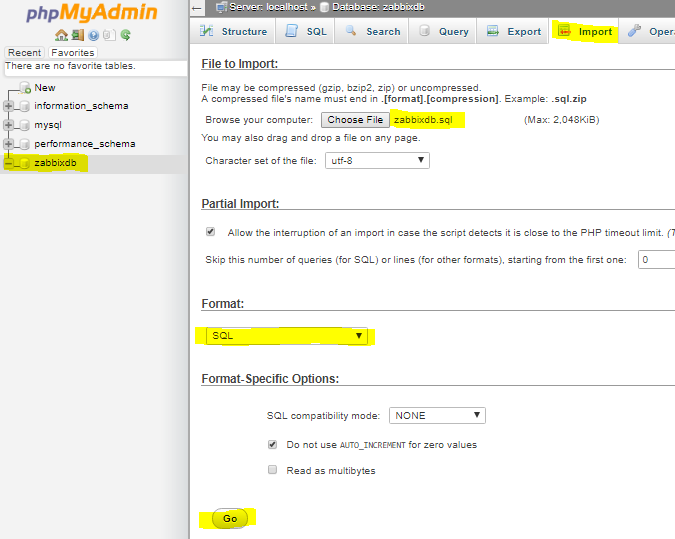 phpMyAdmin
Recent Favorites
There are no favorite tables.
New
information_schema
mysql
performance_schema
zabbixdb
Server: localhost » Database: zabbixdb
Structure SQL Search Query Export Import
File to Import:
File may be compressed (gzip, bzip2, zip) or uncompressed.
A compressed file's name must end in .[format].[compression]. Example: .sql.zip
Browse your computer: Choose File zabbixdb.sql (Max: 2,048KiB)
You may also drag and drop a file on any page.
Character set of the file: utf-8
Partial Import:
Allow the interruption of an import in case the script detects it is close to the PHP timeout limit.
Skip this number of queries (for SQL) or lines (for other formats), starting from the first one: 0
Format:
SQL
Format-Specific Options:
SQL compatibility mode: NONE
Do not use AUTO_INCREMENT for zero values
Read as multibytes
Go